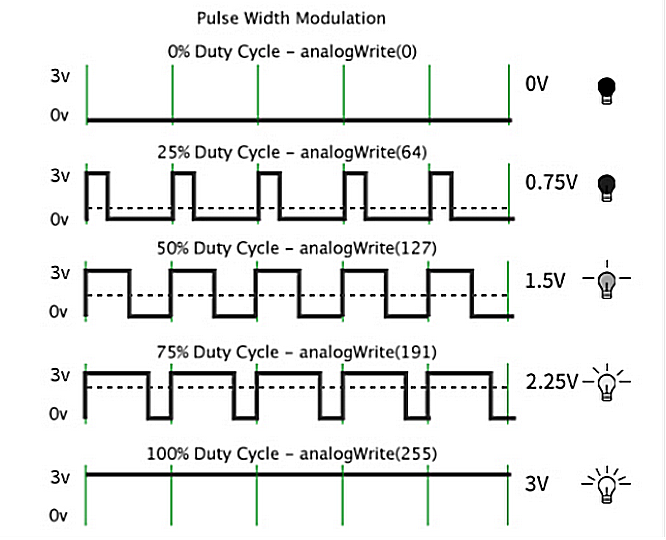 Pulse Width Modulation
0% Duty Cycle – analogWrite(0)
3v
0V
0v
25% Duty Cycle – analogWrite(64)
3v
0.75V
0v
50% Duty Cycle – analogWrite(127)
3v
1.5V
0v
75% Duty Cycle – analogWrite(191)
3v
2.25V
0v
100% Duty Cycle – analogWrite(255)
3v
3V
0v